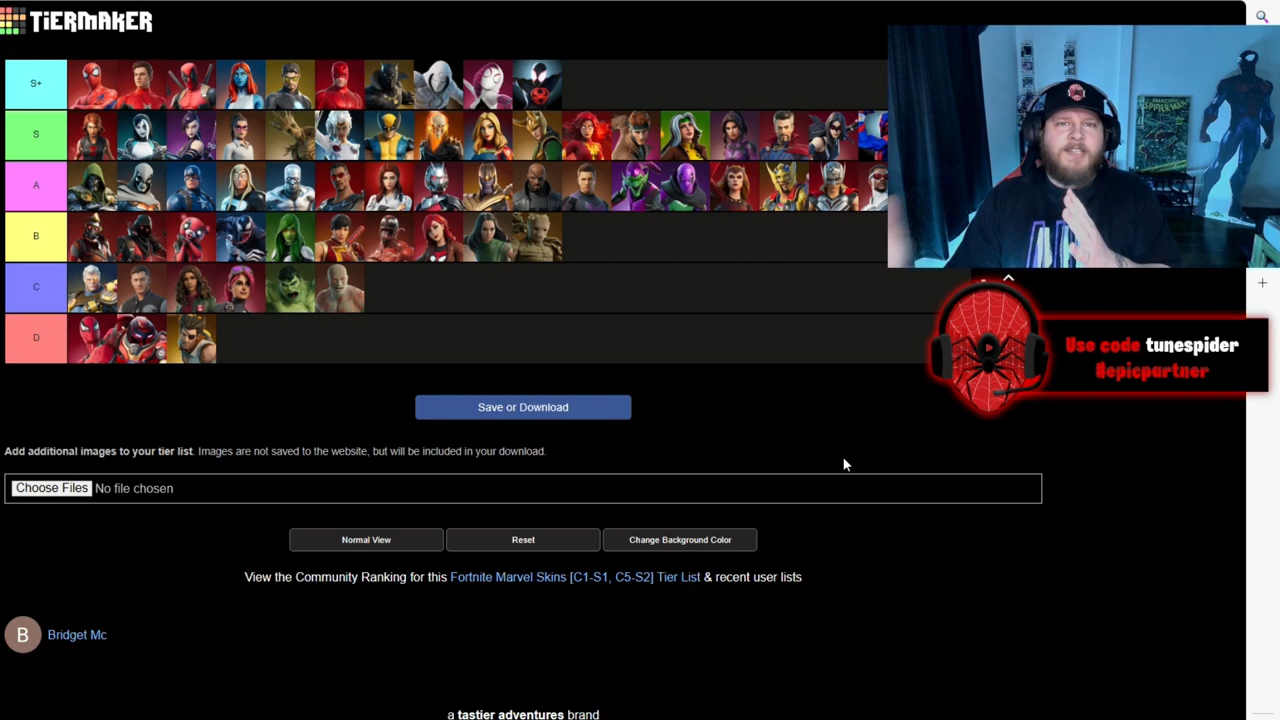 TiERMAKER
S+
S
A
B
C
D
AMAZING
SPIDER-MAN
Use code tunespider
#epicpartner
Save or Download
Add additional images to your tier list. Images are not saved to the website, but will be included in your download.
Choose Files No file chosen
Normal View
Reset
Change Background Color
View the Community Ranking for this Fortnite Marvel Skins [C1-S1, C5-S2] Tier List & recent user lists
B
Bridget Mc
a tastier adventures brand